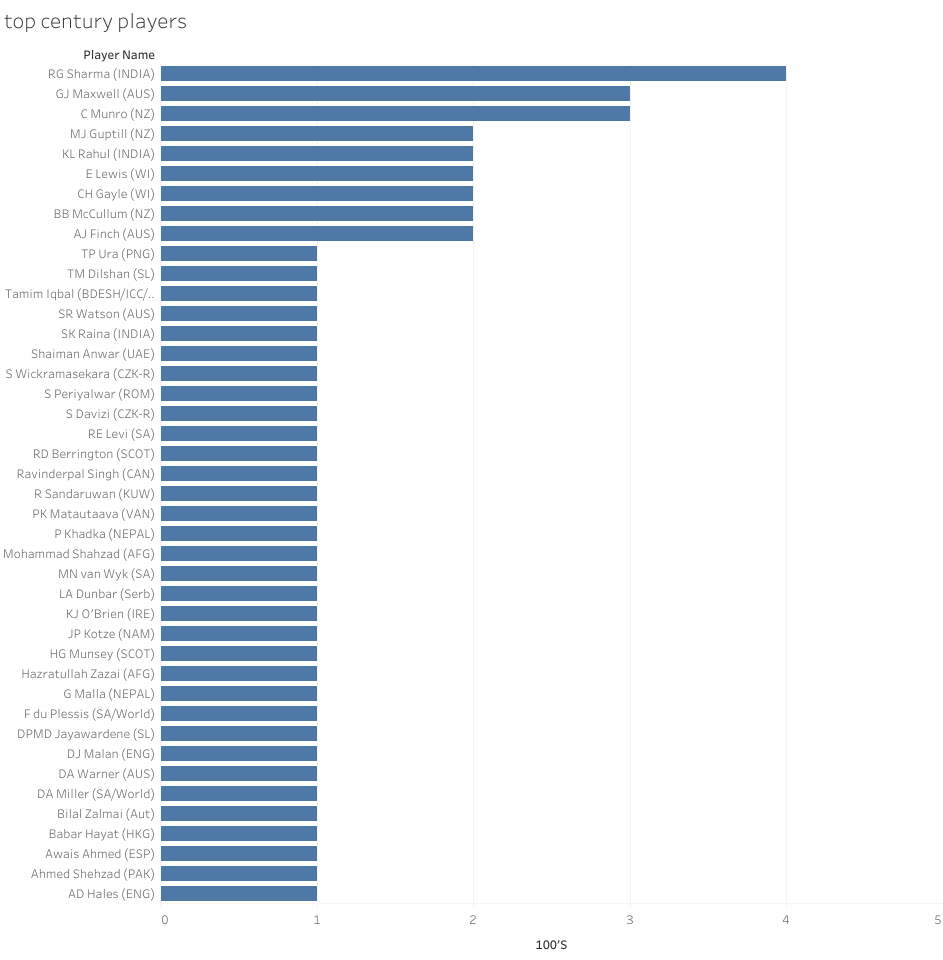 top century players
Player Name
RG Sharma (INDIA)
GJ Maxwell (AUS)
C Munro (NZ)
MJ Guptill (NZ)
KL Rahul (INDIA)
E Lewis (WI)
CH Gayle (WI)
BB McCullum (NZ)
AJ Finch (AUS)
TP Ura (PNG)
TM Dilshan (SL)
Tamim Iqbal (BDESH/ICC/..
SR Watson (AUS)
SK Raina (INDIA)
Shaiman Anwar (UAE)
S Wickramasekara (CZK-R)
S Periyalwar (ROM)
S Davizi (CZK-R)
RE Levi (SA)
RD Berrington (SCOT)
Ravinderpal Singh (CAN)
R Sandaruwan (KUW)
PK Matautaava (VAN)
P Khadka (NEPAL)
Mohammad Shahzad (AFG)
MN van Wyk (SA)
LA Dunbar (Serb)
KJ O'Brien (IRE)
JP Kotze (NAM)
HG Munsey (SCOT)
Hazratullah Zazai (AFG)
G Malla (NEPAL)
F du Plessis (SA/World)
DPMD Jayawardene (SL)
DJ Malan (ENG)
DA Warner (AUS)
DA Miller (SA/World)
Bilal Zalmai (Aut)
Babar Hayat (HKG)
Awais Ahmed (ESP)
Ahmed Shehzad (PAK)
AD Hales (ENG)
0 1 2 3 4 5
100'S